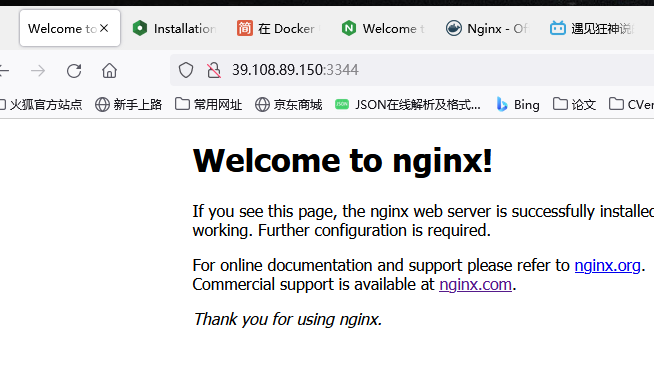 Welcome to
Installation
在 Docker
Welcome t
Nginx - Of
遇见狂神说
39.108.89.150:3344
火狐官方站点
新手上路
常用网址
京东商城
JSON
JSON在线解析及格式...
Bing
论文
CVer
Welcome to nginx!
If you see this page, the nginx web server is successfully installed
working. Further configuration is required.
For online documentation and support please refer to nginx.org.
Commercial support is available at nginx.com.
Thank you for using nginx.